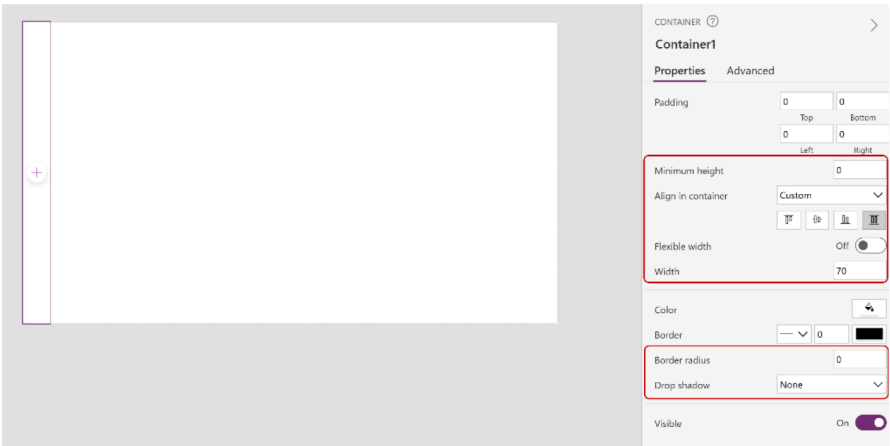 CONTAINER ?
Container1
Properties Advanced
Padding 0 0
Top Bottom
0 0
Left Right
Minimum height 0
Align in container Custom
Flexible width Off
Width 70
Color
Border 0
Border radius 0
Drop shadow None
Visible On